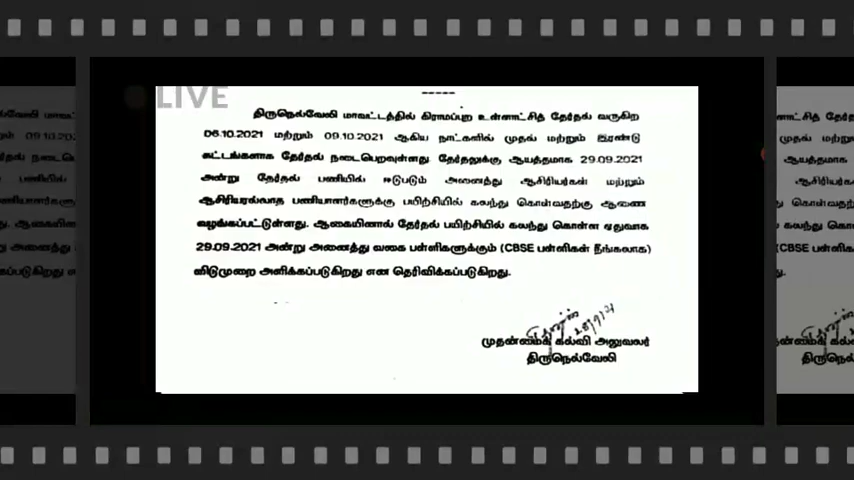 LIVE
-----
திருநெல்வேலி மாவட்டத்தில் கிராமப்புற உள்ளாட்சித் தேர்தல் வருகிற
06.10.2021 மற்றும் 09.10.2021 ஆகிய நாட்களில் முதல் மற்றும் இரண்டு
கட்டங்களாக தேர்தல் நடைபெறவுள்ளது தேர்தலுக்கு ஆயத்தமாக 29.09.2021
அன்று தேர்தல் பணியில் ஈடுபடும் அனைத்து ஆசிரியர்கள் மற்றும்
ஆசிரியரல்லாத பணியாளர்களுக்கு பயிற்சியில் கலந்து கொள்வதற்கு ஆணை
வழங்கப்பட்டுள்ளது. ஆகையினால் தேர்தல் பயிற்சியில் கலந்து கொள்ள ஏதுவாக
29.09.2021 அன்று அனைத்து வகை பள்ளிகளுக்கும் (CBSE பள்ளிகள் நீங்கலாக)
விடுமுறை அளிக்கப்படுகிறது என தெரிவிக்கப்படுகிறது.
28/9/21
முதன்மைக் கல்வி அலுவலர்
திருநெல்வேலி